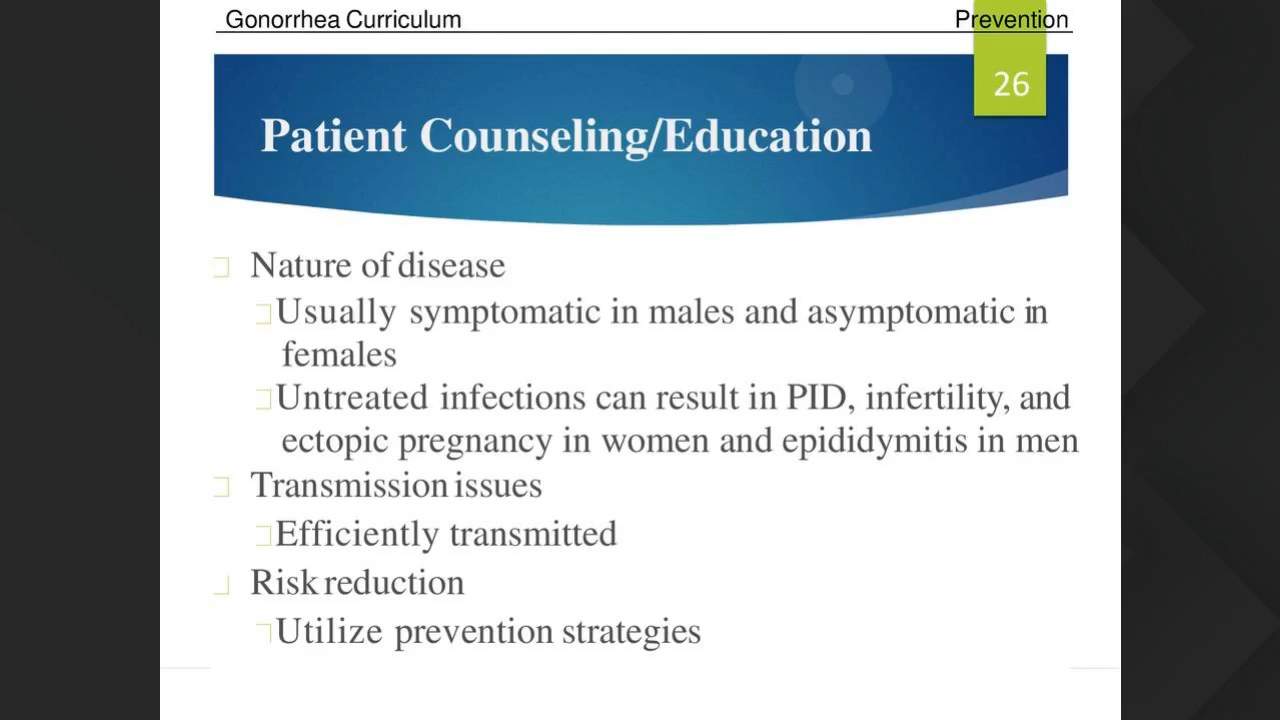 Gonorrhea Curriculum
Prevention
26
Patient Counseling/Education
Nature of disease
Usually symptomatic in males and asymptomatic in
females
Untreated infections can result in PID, infertility, and
ectopic pregnancy in women and epididymitis in men
Transmission issues
Efficiently transmitted
Risk reduction
Utilize prevention strategies